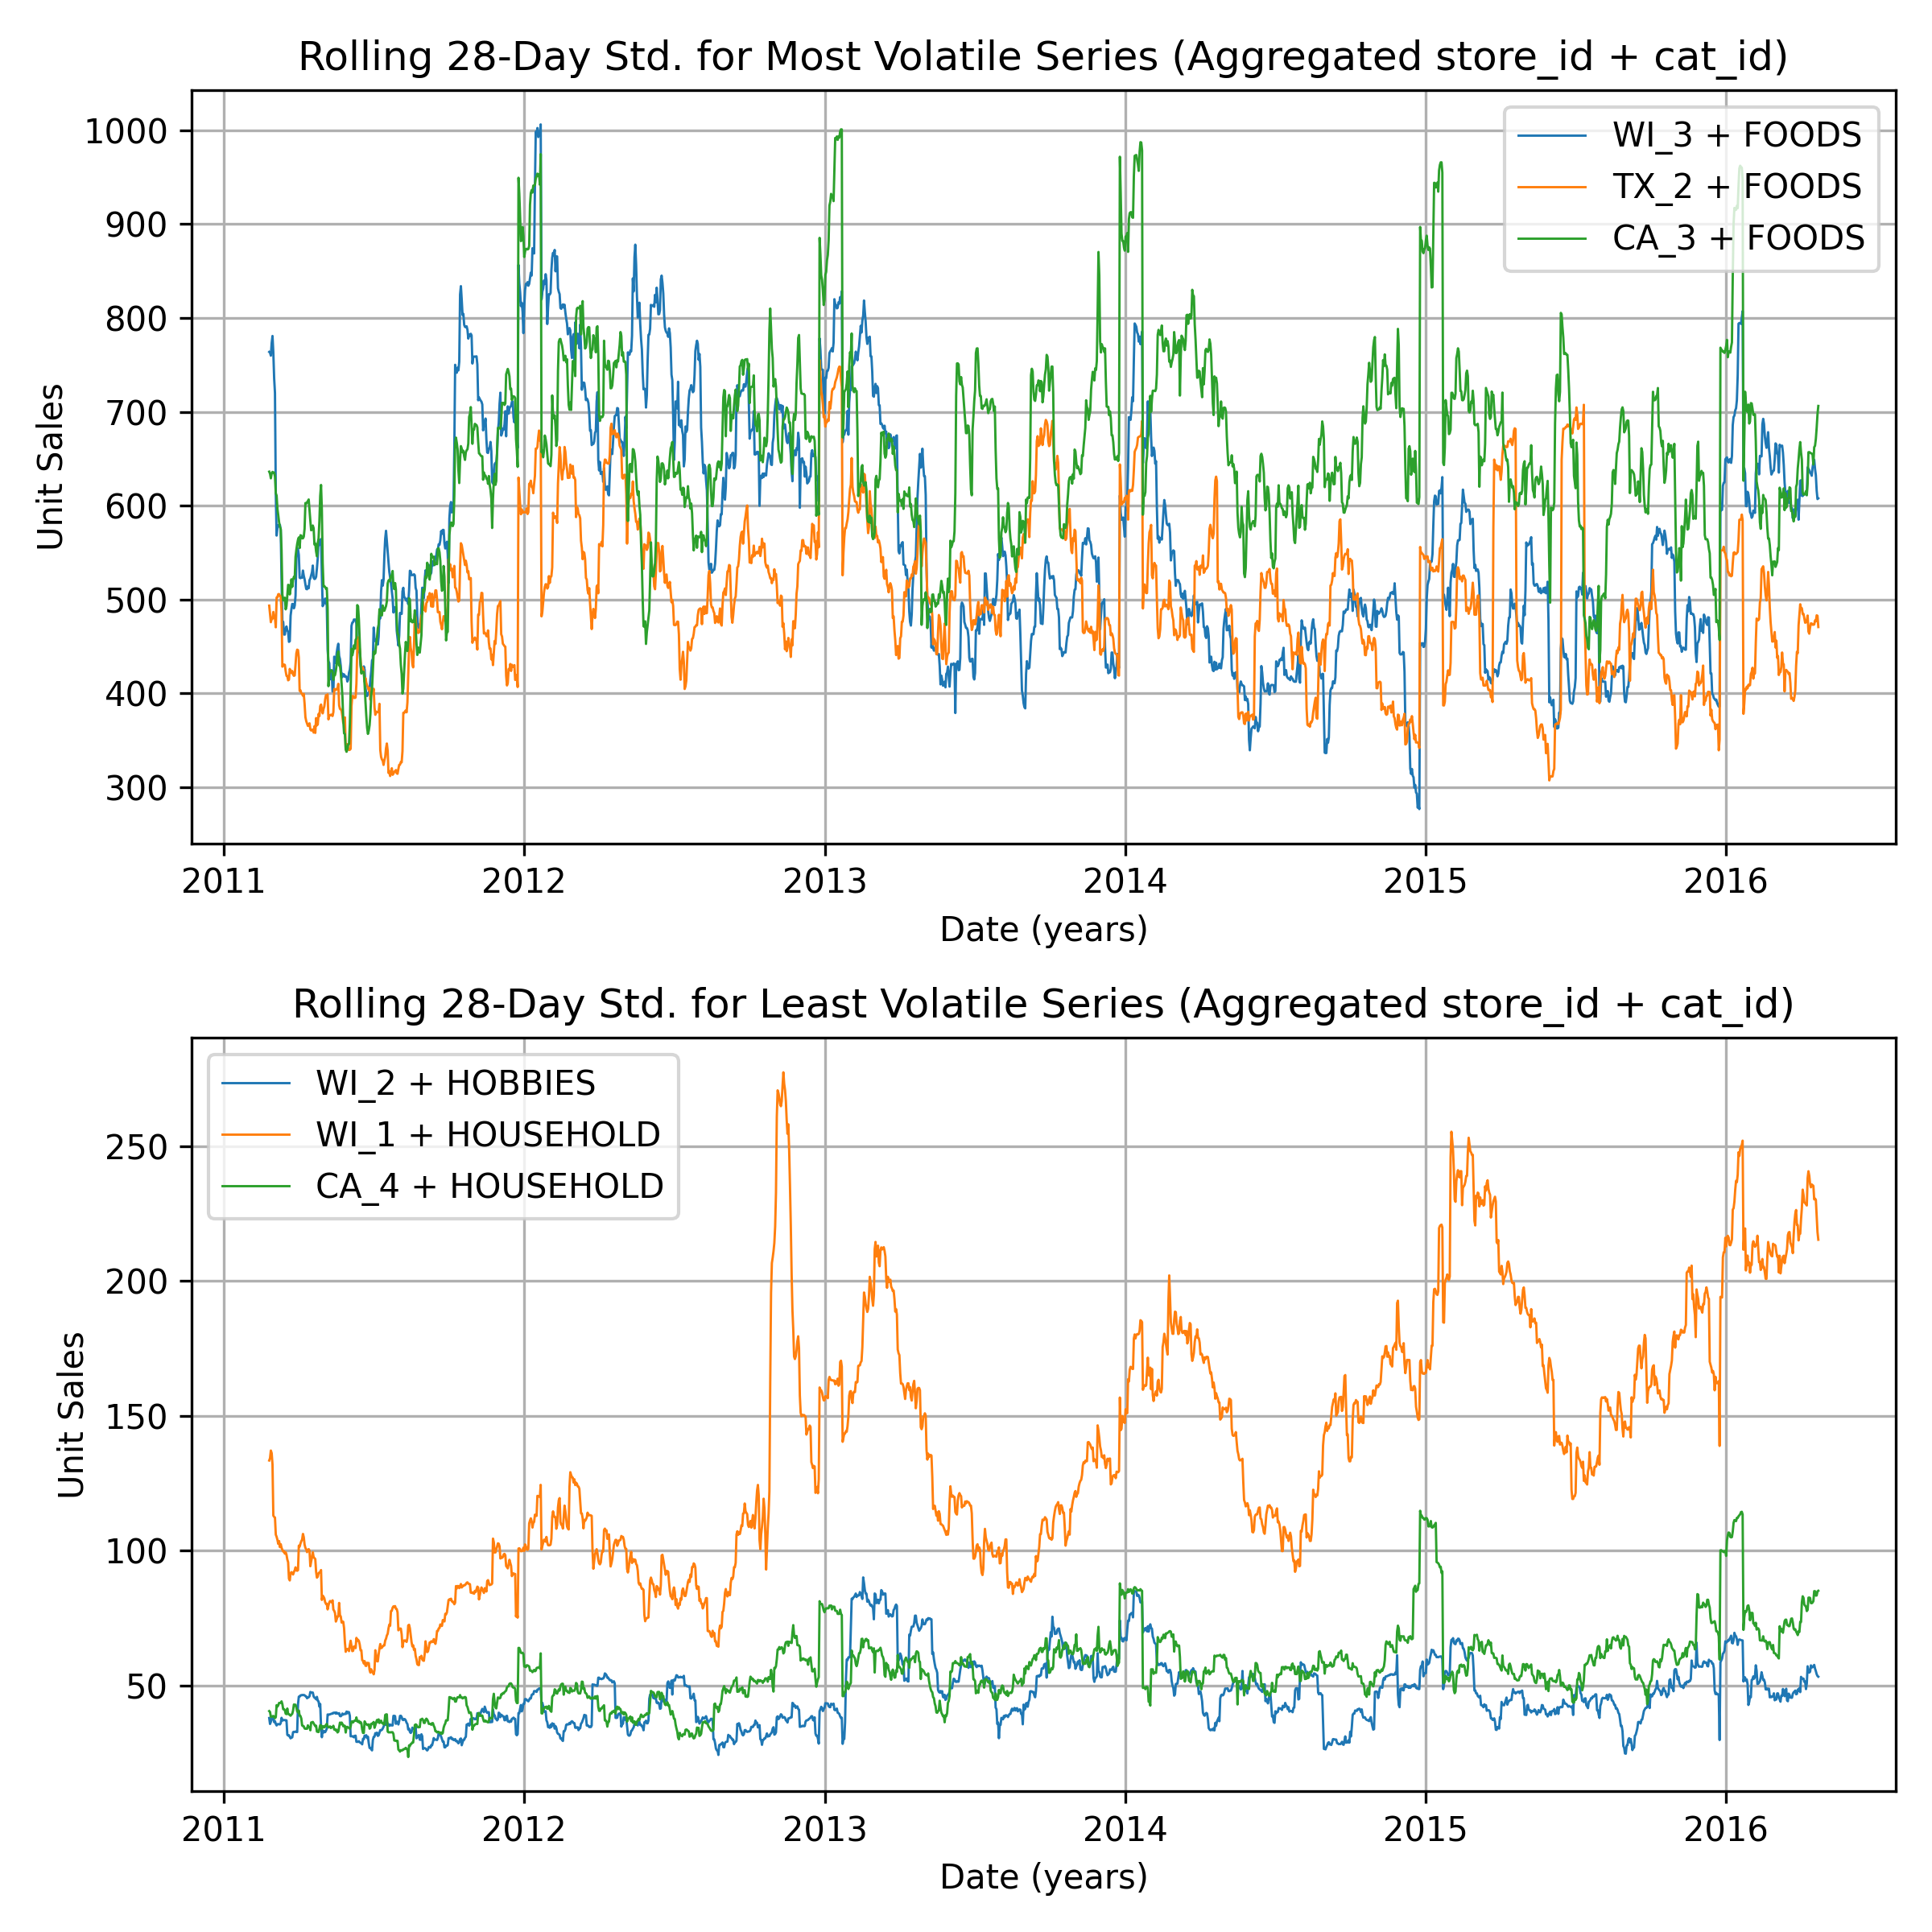 Rolling 28-Day Std. for Most Volatile Series (Aggregated store_id + cat_id)
WI_3 + FOODS
TX_2 + FOODS
CA_3 + FOODS
Unit Sales
1000
900
800
700
600
500
400
300
2011 2012 2013 2014 2015 2016
Date (years)
Rolling 28-Day Std. for Least Volatile Series (Aggregated store_id + cat_id)
WI_2 + HOBBIES
WI_1 + HOUSEHOLD
CA_4 + HOUSEHOLD
Unit Sales
250
200
150
100
50
2011 2012 2013 2014 2015 2016
Date (years)